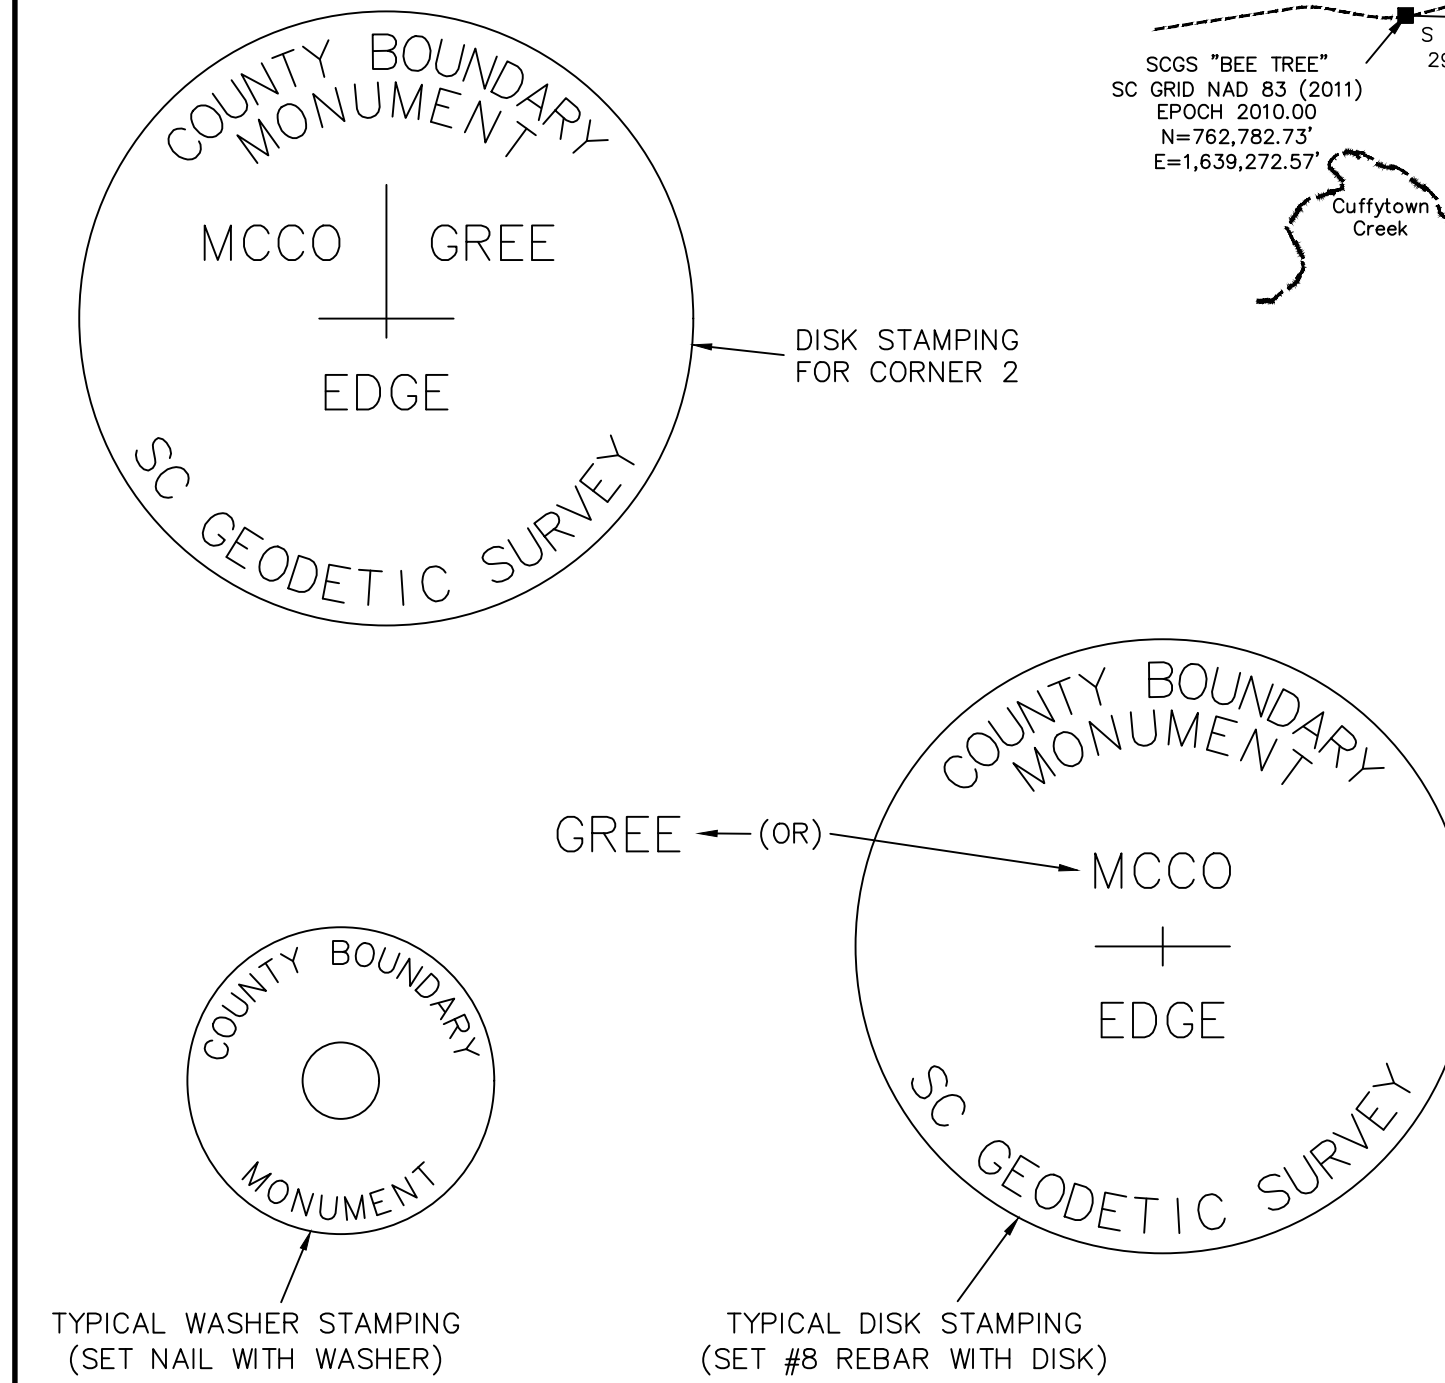 COUNTY BOUNDARY
MONUMENT
MCCO GREE
EDGE
SC GEODETIC SURVEY
DISK STAMPING
FOR CORNER 2
SCGS "BEE TREE"
SC GRID NAD 83 (2011)
EPOCH 2010.00
N=762,782.73'
E=1,639,272.57'
S
29
Cuffytown
Creek
GREE (OR)
COUNTY BOUNDARY
MONUMENT
MCCO
EDGE
SC GEODETIC SURVEY
COUNTY BOUNDARY
MONUMENT
TYPICAL WASHER STAMPING
(SET NAIL WITH WASHER)
TYPICAL DISK STAMPING
(SET #8 REBAR WITH DISK)